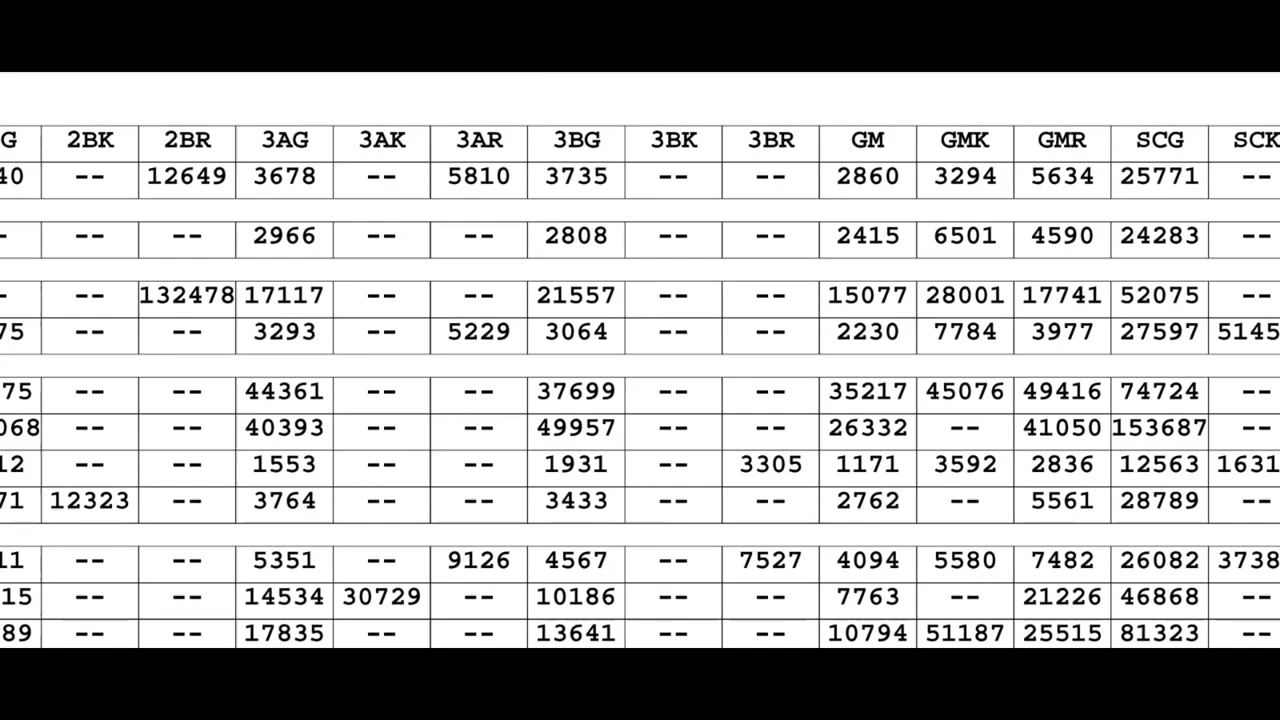 G 2BK 2BR 3AG 3AK 3AR 3BG 3BK 3BR GM GMK GMR SCG SCK
40 -- 12649 3678 -- 5810 3735 -- -- 2860 3294 5634 25771 --
- -- -- 2966 -- -- 2808 -- -- 2415 6501 4590 24283 --
- -- 132478 17117 -- -- 21557 -- -- 15077 28001 17741 52075 --
75 -- -- 3293 -- 5229 3064 -- -- 2230 7784 3977 27597 5145
75 -- -- 44361 -- -- 37699 -- -- 35217 45076 49416 74724 --
068 -- -- 40393 -- -- 49957 -- -- 26332 -- 41050 153687 --
12 -- -- 1553 -- -- 1931 -- 3305 1171 3592 2836 12563 1631
71 12323 -- 3764 -- -- 3433 -- -- 2762 -- 5561 28789 --
11 -- -- 5351 -- 9126 4567 -- 7527 4094 5580 7482 26082 3738
15 -- -- 14534 30729 -- 10186 -- -- 7763 -- 21226 46868 --
89 -- -- 17835 -- -- 13641 -- -- 10794 51187 25515 81323 --